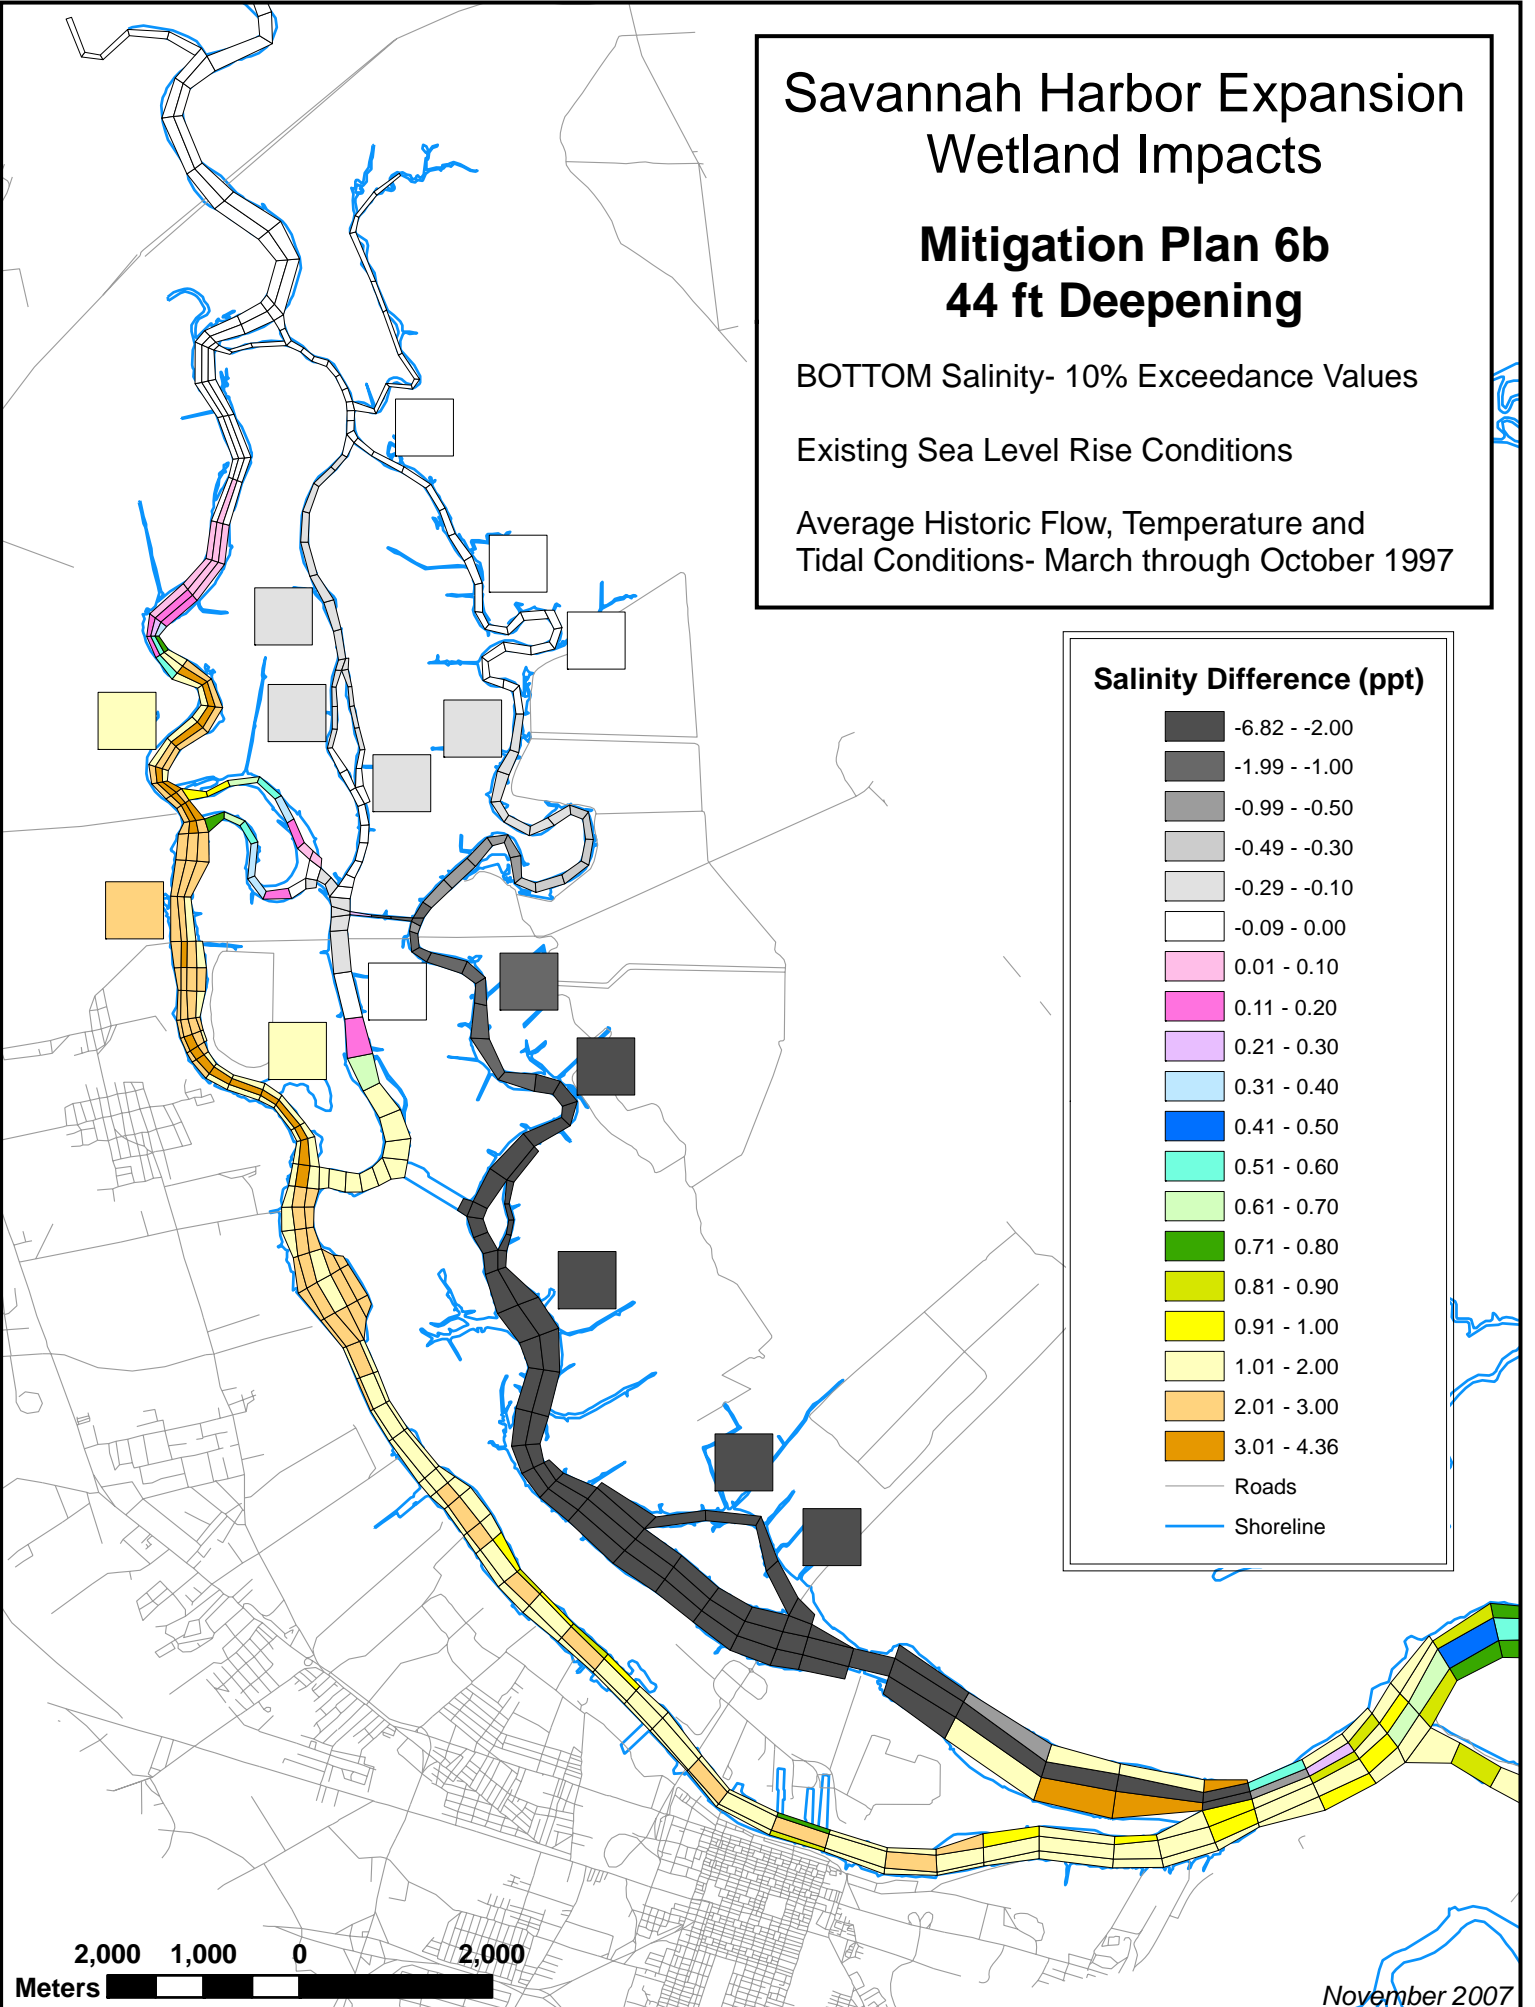 Savannah Harbor Expansion
Wetland Impacts
Mitigation Plan 6b
44 ft Deepening
BOTTOM Salinity- 10% Exceedance Values
Existing Sea Level Rise Conditions
Average Historic Flow, Temperature and
Tidal Conditions- March through October 1997
Salinity Difference (ppt)
-6.82 - -2.00
-1.99 - -1.00
-0.99 - -0.50
-0.49 - -0.30
-0.29 - -0.10
-0.09 - 0.00
0.01 - 0.10
0.11 - 0.20
0.21 - 0.30
0.31 - 0.40
0.41 - 0.50
0.51 - 0.60
0.61 - 0.70
0.71 - 0.80
0.81 - 0.90
0.91 - 1.00
1.01 - 2.00
2.01 - 3.00
3.01 - 4.36
Roads
Shoreline
2,000 1,000 0 2,000
Meters
November 2007